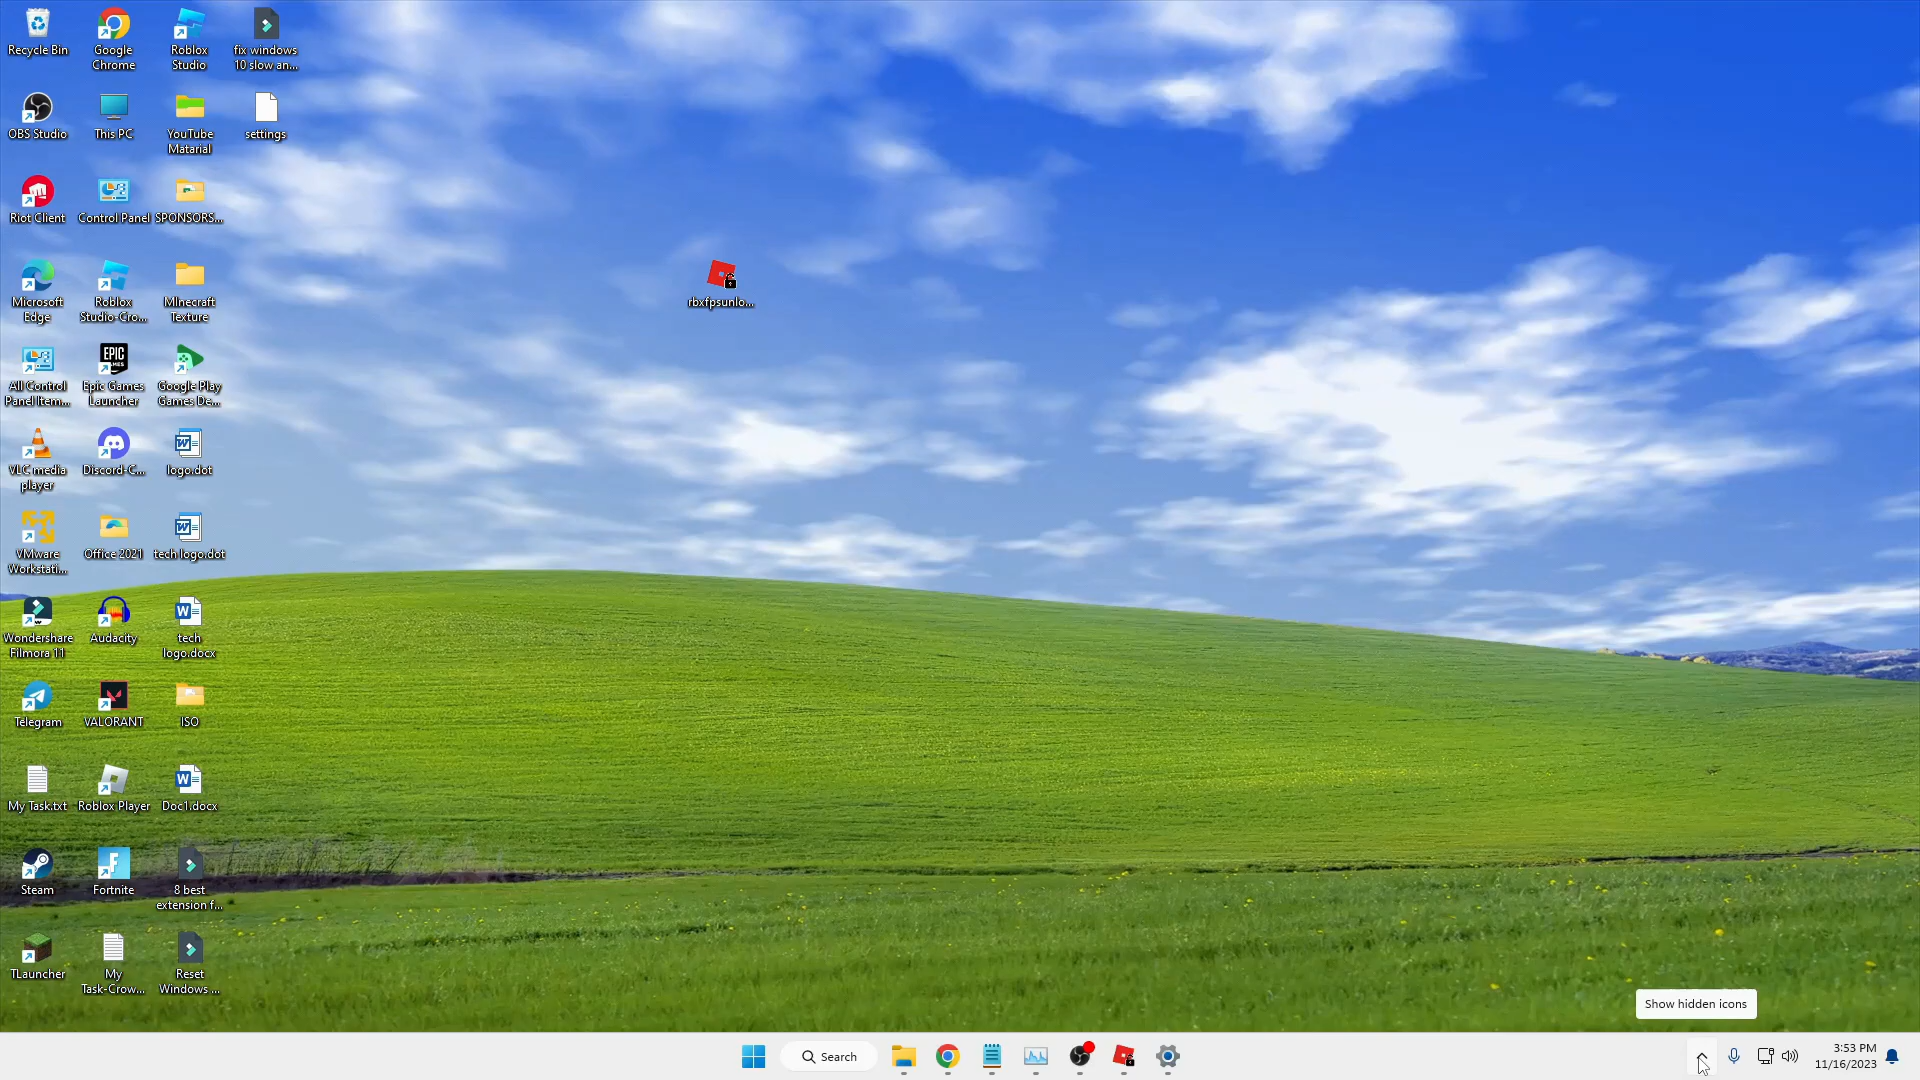 Recycle Bin
Google
Chrome
Roblox
Studio
fix windows
10 slow an...
OBS Studio
This PC
YouTube
Matarial
settings
Riot Client
Control Panel
SPONSORS...
Microsoft
Edge
Roblox
Studio-Cro...
MInecraft
Texture
rbxfpsunlo...
All Control
Panel Item...
EPIC
GAMES
Epic Games
Launcher
Google Play
Games De...
VLC media
player
Discord-C...
logo.dot
VMware
Workstati...
Office 2021
tech logo.dot
Wondershare
Filmora 11
Audacity
tech
logo.docx
Telegram
VALORANT
ISO
My Task.txt
Roblox Player
Doc1.docx
Steam
Fortnite
8 best
extension f...
TLauncher
My
Task-Crow...
Reset
Windows ...
Show hidden icons
Search
3:53 PM
11/16/2023